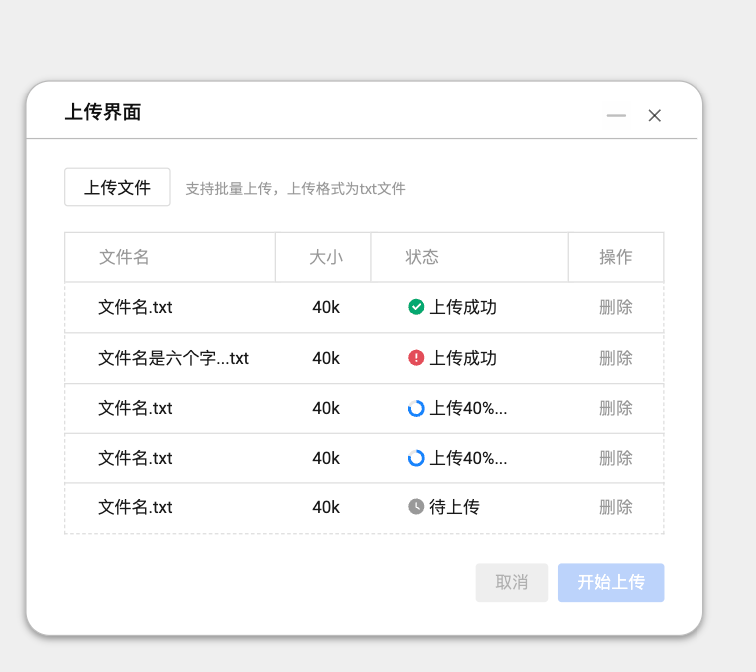 上传界面
上传文件 支持批量上传，上传格式为txt文件
文件名 大小 状态 操作
文件名.txt 40k 上传成功 删除
文件名是六个字...txt 40k 上传成功 删除
文件名.txt 40k 上传40%... 删除
文件名.txt 40k 上传40%... 删除
文件名.txt 40k 待上传 删除
取消 开始上传